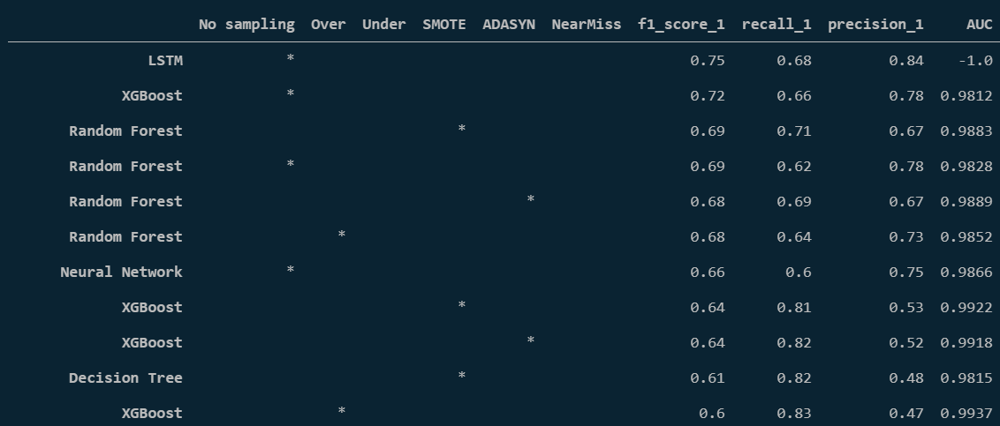 No sampling Over Under SMOTE ADASYN NearMiss f1_score_1 recall_1 precision_1 AUC
LSTM * 0.75 0.68 0.84 -1.0
XGBoost * 0.72 0.66 0.78 0.9812
Random Forest * 0.69 0.71 0.67 0.9883
Random Forest * 0.69 0.62 0.78 0.9828
Random Forest * 0.68 0.69 0.67 0.9889
Random Forest * 0.68 0.64 0.73 0.9852
Neural Network * 0.66 0.6 0.75 0.9866
XGBoost * 0.64 0.81 0.53 0.9922
XGBoost * 0.64 0.82 0.52 0.9918
Decision Tree * 0.61 0.82 0.48 0.9815
XGBoost * 0.6 0.83 0.47 0.9937